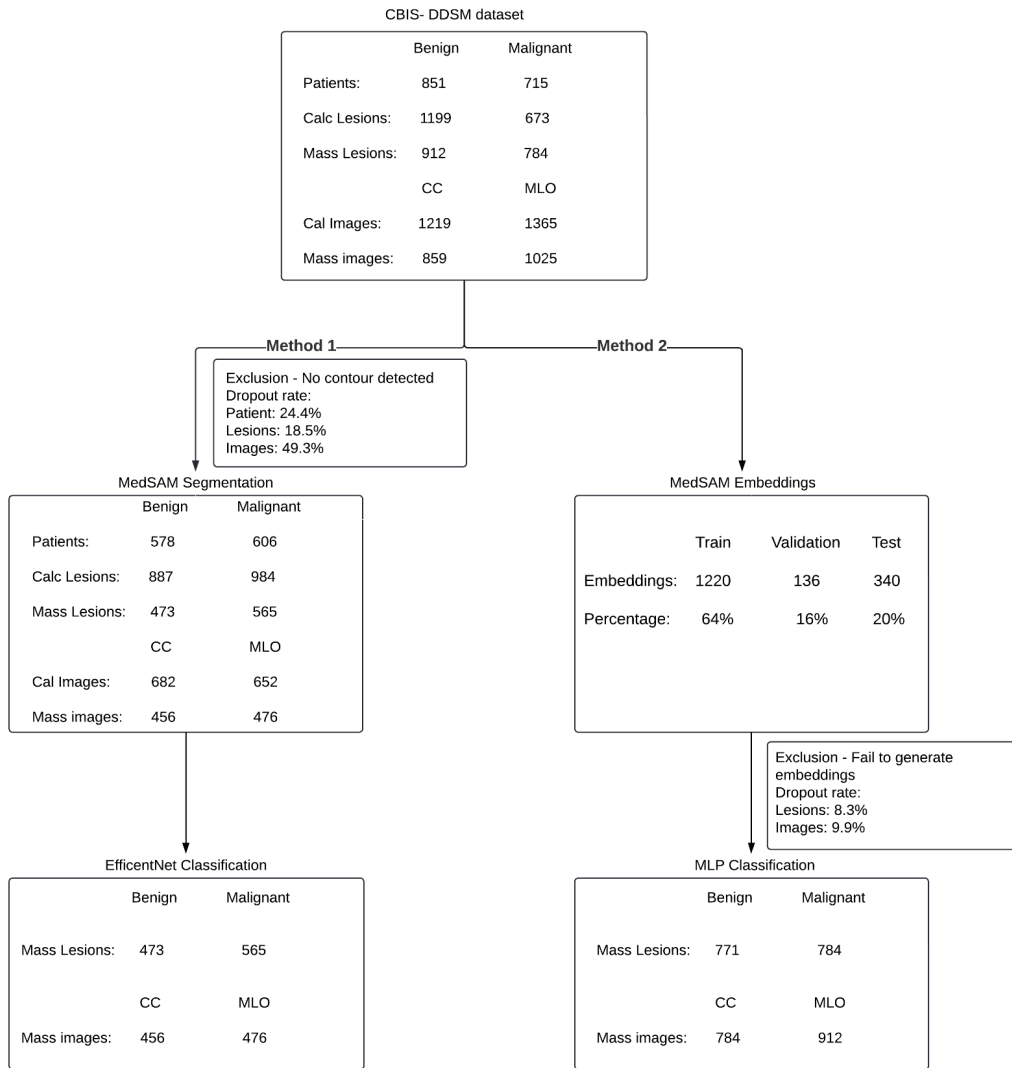 CBIS- DDSM dataset
Benign Malignant
Patients: 851 715
Calc Lesions: 1199 673
Mass Lesions: 912 784
CC MLO
Cal Images: 1219 1365
Mass images: 859 1025
Method 1
Method 2
Exclusion - No contour detected
Dropout rate:
Patient: 24.4%
Lesions: 18.5%
Images: 49.3%
MedSAM Segmentation
Benign Malignant
Patients: 578 606
Calc Lesions: 887 984
Mass Lesions: 473 565
CC MLO
Cal Images: 682 652
Mass images: 456 476
MedSAM Embeddings
Train Validation Test
Embeddings: 1220 136 340
Percentage: 64% 16% 20%
Exclusion - Fail to generate
embeddings
Dropout rate:
Lesions: 8.3%
Images: 9.9%
EfficentNet Classification
Benign Malignant
Mass Lesions: 473 565
CC MLO
Mass images: 456 476
MLP Classification
Benign Malignant
Mass Lesions: 771 784
CC MLO
Mass images: 784 912